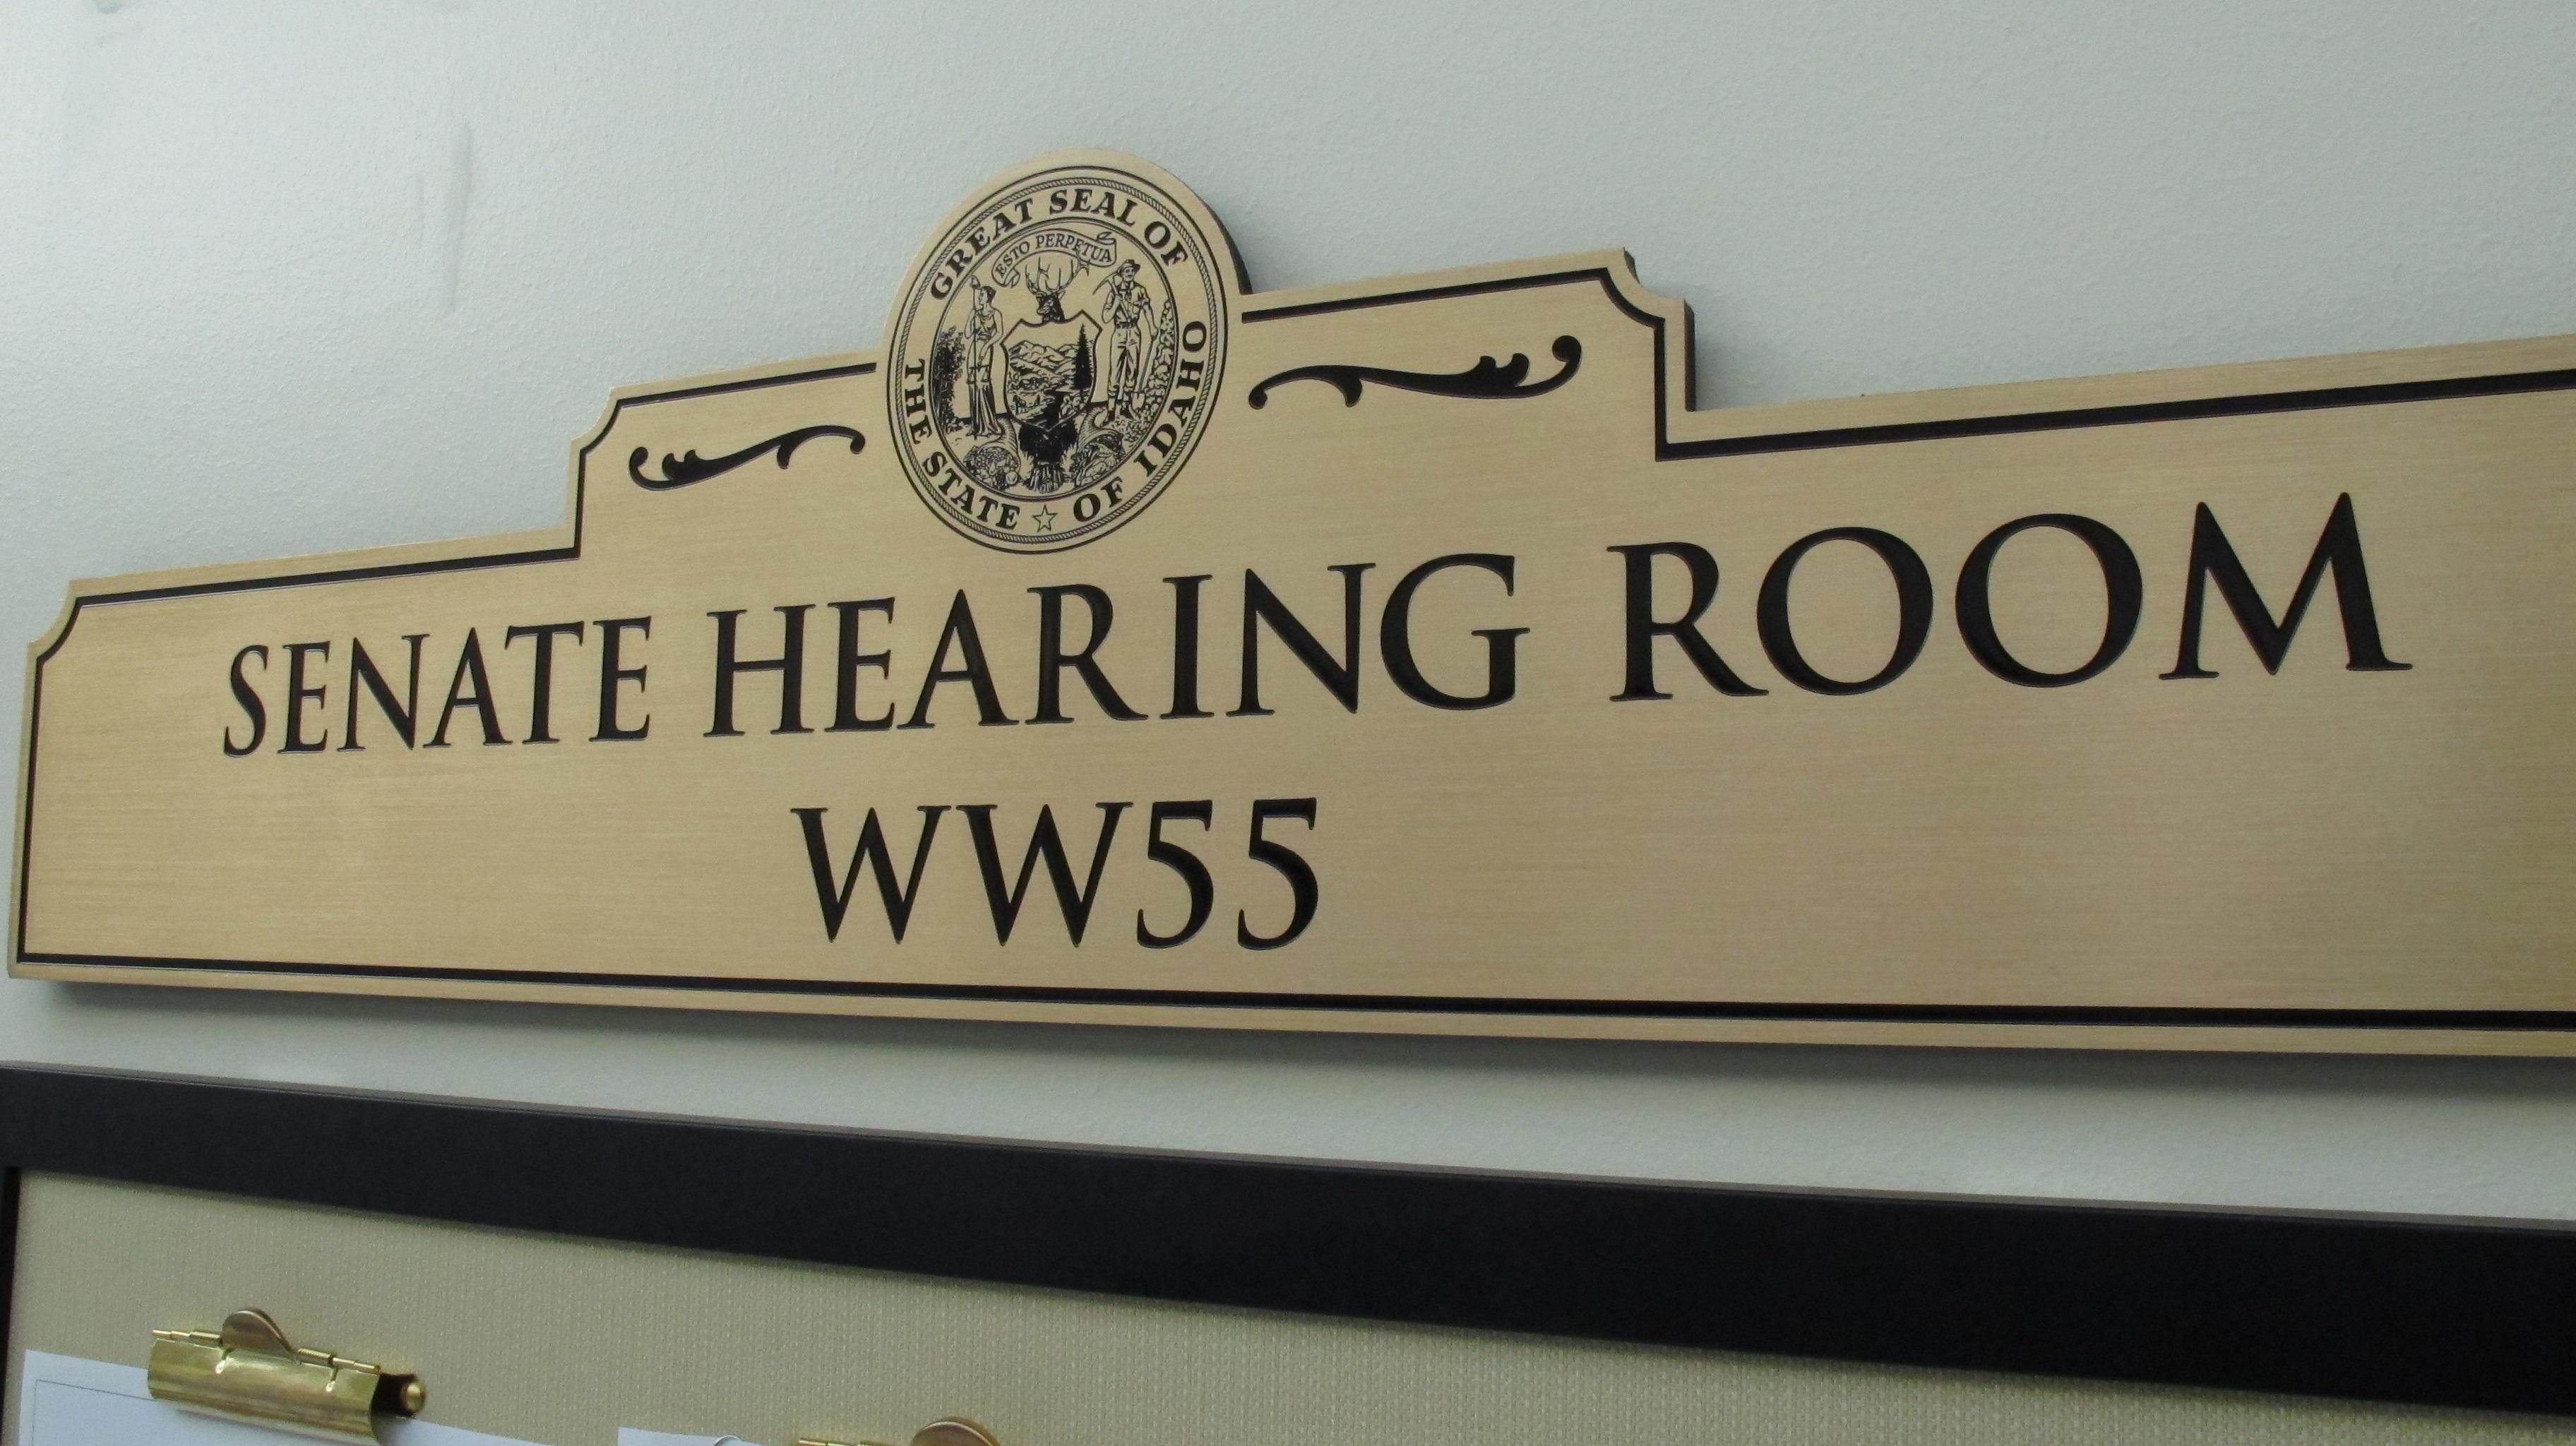 GREAT SEAL OF
THE STATE ☆ OF IDAHO
ESTO PERPETUA
SENATE HEARING ROOM
WW55